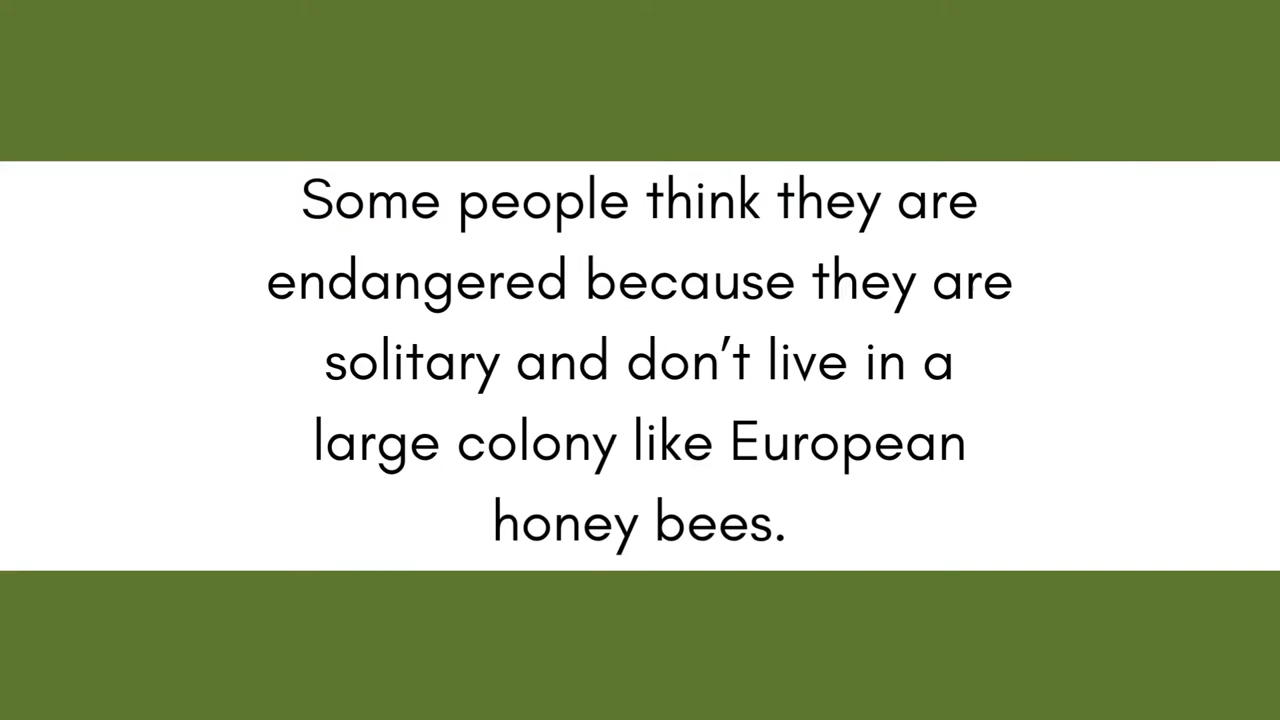 Some people think they are
endangered because they are
solitary and don’t live in a
large colony like European
honey bees.